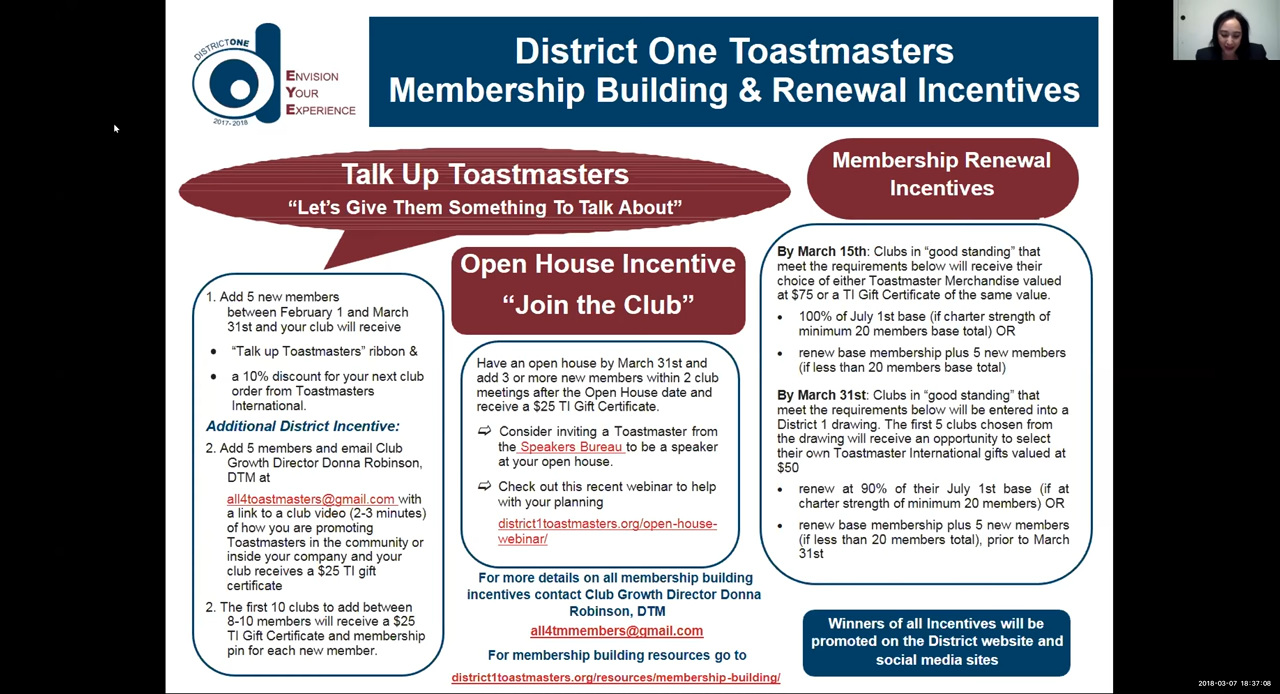 DISTRICTONE
2017-2018
ENVISION
YOUR
EXPERIENCE
District One Toastmasters
Membership Building & Renewal Incentives
Talk Up Toastmasters
“Let’s Give Them Something To Talk About”
1. Add 5 new members
between February 1 and March
31st and your club will receive
• “Talk up Toastmasters” ribbon &
• a 10% discount for your next club
order from Toastmasters
International.
Additional District Incentive:
2. Add 5 members and email Club
Growth Director Donna Robinson,
DTM at
all4toastmasters@gmail.com with
a link to a club video (2-3 minutes)
of how you are promoting
Toastmasters in the community or
inside your company and your
club receives a $25 TI gift
certificate
2. The first 10 clubs to add between
8-10 members will receive a $25
TI Gift Certificate and membership
pin for each new member.
Open House Incentive
“Join the Club”
Have an open house by March 31st and
add 3 or more new members within 2 club
meetings after the Open House date and
receive a $25 TI Gift Certificate.
⇨ Consider inviting a Toastmaster from
the Speakers Bureau to be a speaker
at your open house.
⇨ Check out this recent webinar to help
with your planning
district1toastmasters.org/open-house-
webinar/
For more details on all membership building
incentives contact Club Growth Director Donna
Robinson, DTM
all4tmmembers@gmail.com
For membership building resources go to
district1toastmasters.org/resources/membership-building/
Membership Renewal
Incentives
By March 15th: Clubs in “good standing” that
meet the requirements below will receive their
choice of either Toastmaster Merchandise valued
at $75 or a TI Gift Certificate of the same value.
• 100% of July 1st base (if charter strength of
minimum 20 members base total) OR
• renew base membership plus 5 new members
(if less than 20 members base total)
By March 31st: Clubs in “good standing” that
meet the requirements below will be entered into a
District 1 drawing. The first 5 clubs chosen from
the drawing will receive an opportunity to select
their own Toastmaster International gifts valued at
$50
• renew at 90% of their July 1st base (if at
charter strength of minimum 20 members) OR
• renew base membership plus 5 new members
(if less than 20 members total), prior to March
31st
Winners of all Incentives will be
promoted on the District website and
social media sites
2018-03-07 18:37:08